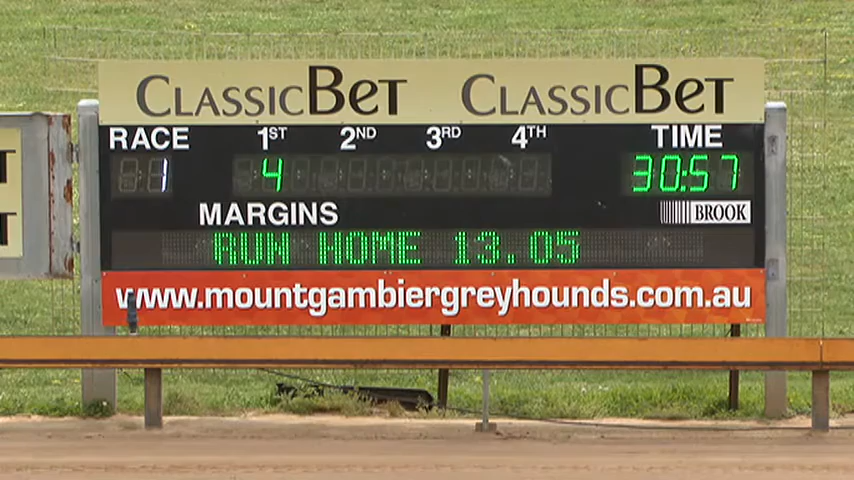 CLASSICBET CLASSICBET
RACE 1ST 2ND 3RD 4TH TIME
1 4 30:57
MARGINS BROOK
RUN HOME 13.05
www.mountgambiergreyhounds.com.au